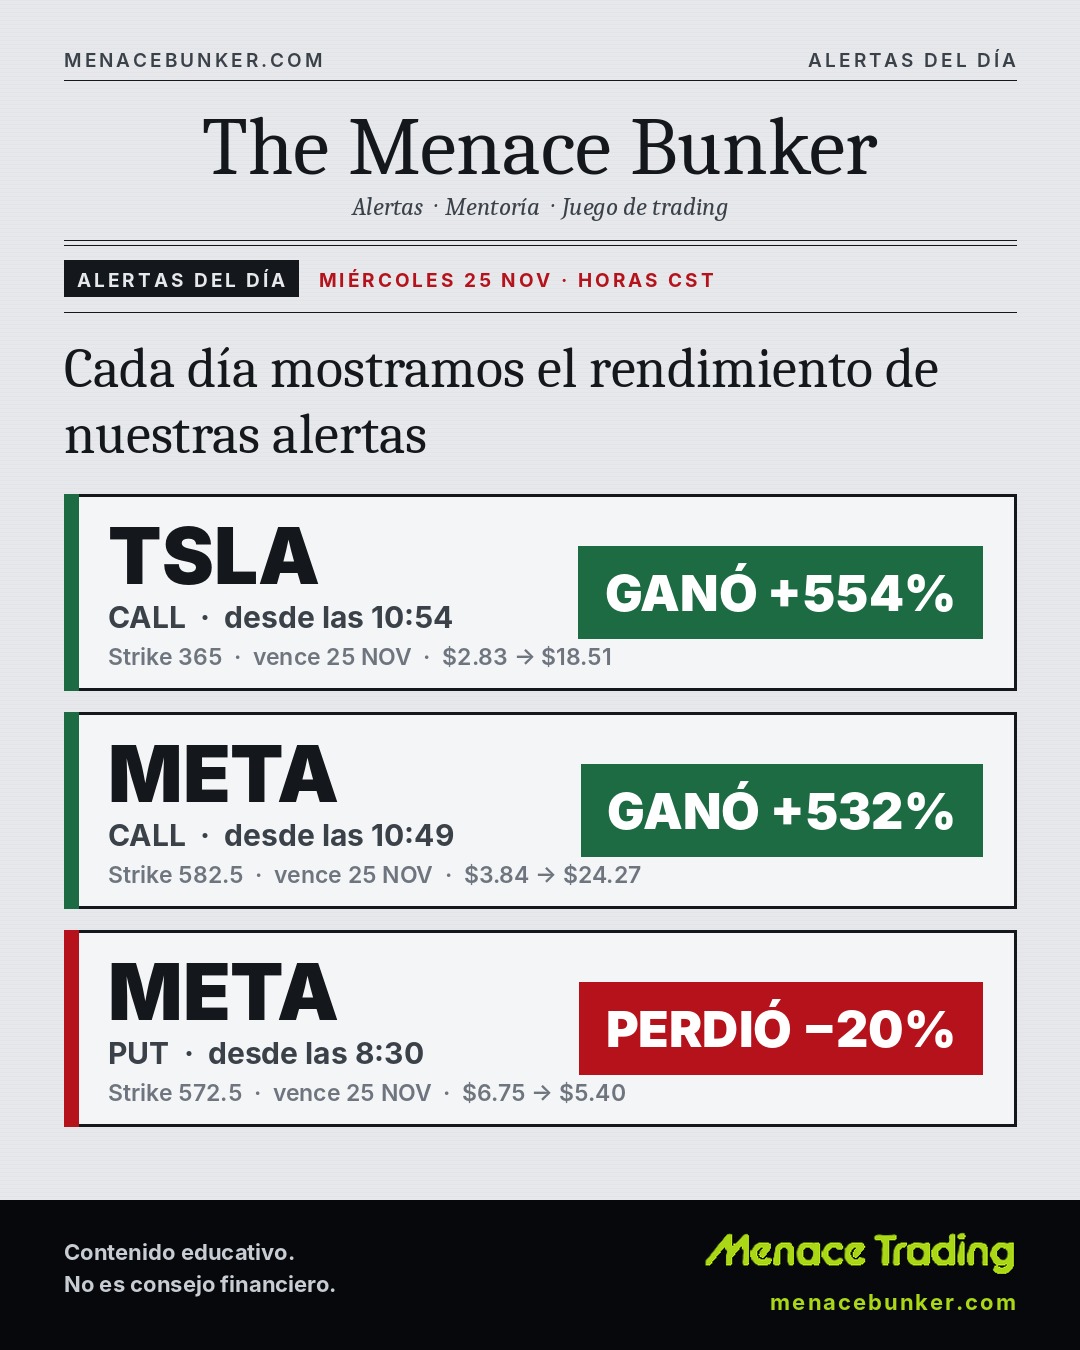 MENACEBUNKER.COM
ALERTAS DEL DÍA
The Menace Bunker
Alertas · Mentoría · Juego de trading
ALERTAS DEL DÍA
MIÉRCOLES 25 NOV · HORAS CST
Cada día mostramos el rendimiento de
nuestras alertas
TSLA
GANÓ +554%
CALL · desde las 10:54
Strike 365 · vence 25 NOV · $2.83 → $18.51
META
GANÓ +532%
CALL · desde las 10:49
Strike 582.5 · vence 25 NOV · $3.84 → $24.27
META
PERDIÓ −20%
PUT · desde las 8:30
Strike 572.5 · vence 25 NOV · $6.75 → $5.40
Contenido educativo.
No es consejo financiero.
Menace Trading
menacebunker.com